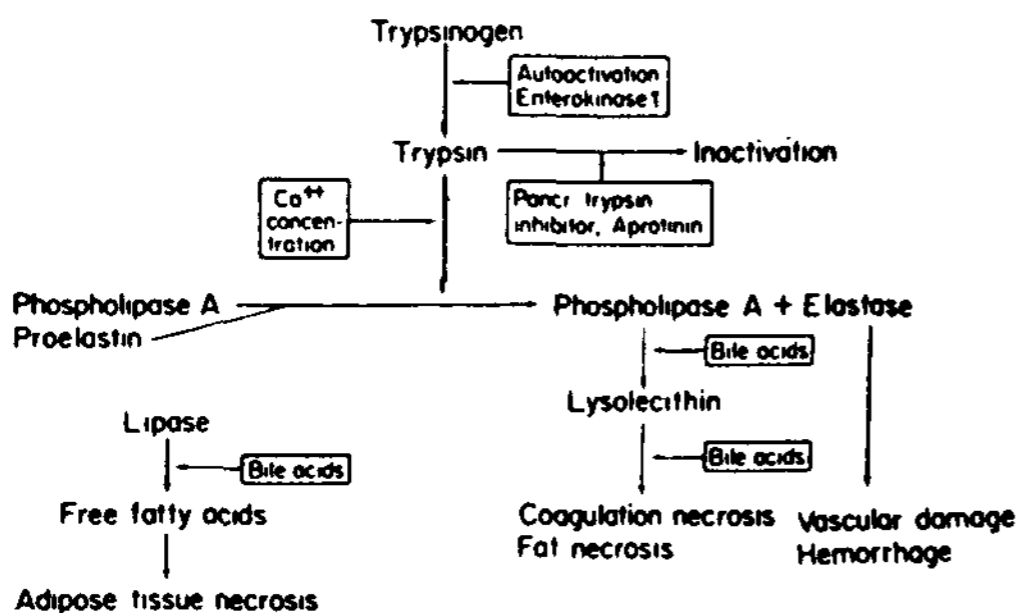 Trypsinogen
Autoactivation
Enterokinase↑
Trypsin
Inactivation
Ca++
concen-
tration
Pancr trypsin
inhibitor, Aprotinin
Phospholipase A
Proelastin
Phospholipase A + Elastase
Bile acids
Lysolecithin
Lipase
Bile acids
Bile acids
Free fatty acids
Coagulation necrosis
Fat necrosis
Vascular damage
Hemorrhage
Adipose tissue necrosis